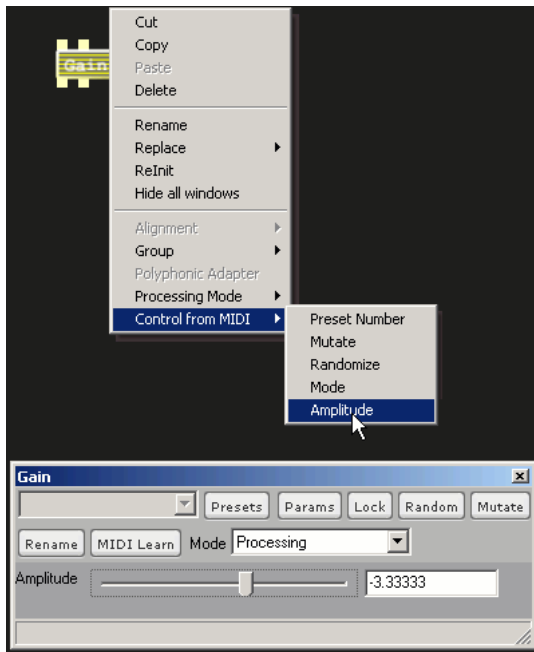 Gain
Cut
Copy
Paste
Delete
Rename
Replace
ReInit
Hide all windows
Alignment
Group
Polyphonic Adapter
Processing Mode
Control from MIDI
Preset Number
Mutate
Randomize
Mode
Amplitude
Gain
Presets Params Lock Random Mutate
Rename MIDI Learn Mode Processing
Amplitude -3.33333